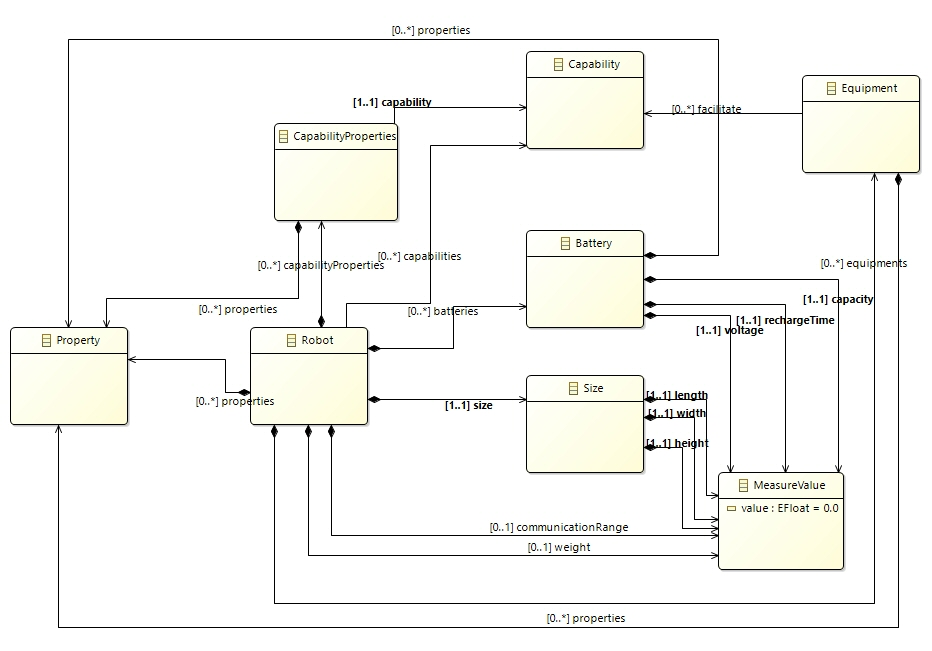 [0..*] properties
Capability
Equipment
[1..1] capability
[0..*] facilitate
CapabilityProperties
Battery
[0..*] capabilities
[0..*] capabilityProperties
[0..*] equipments
[1..1] capacity
[0..*] properties
[0..*] batteries
[1..1] rechargeTime
[1..1] voltage
Property
Robot
Size
[1..1] length
[0..*] properties
[1..1] size
[1..1] width
[1..1] height
MeasureValue
value : EFloat = 0.0
[0..1] communicationRange
[0..1] weight
[0..*] properties